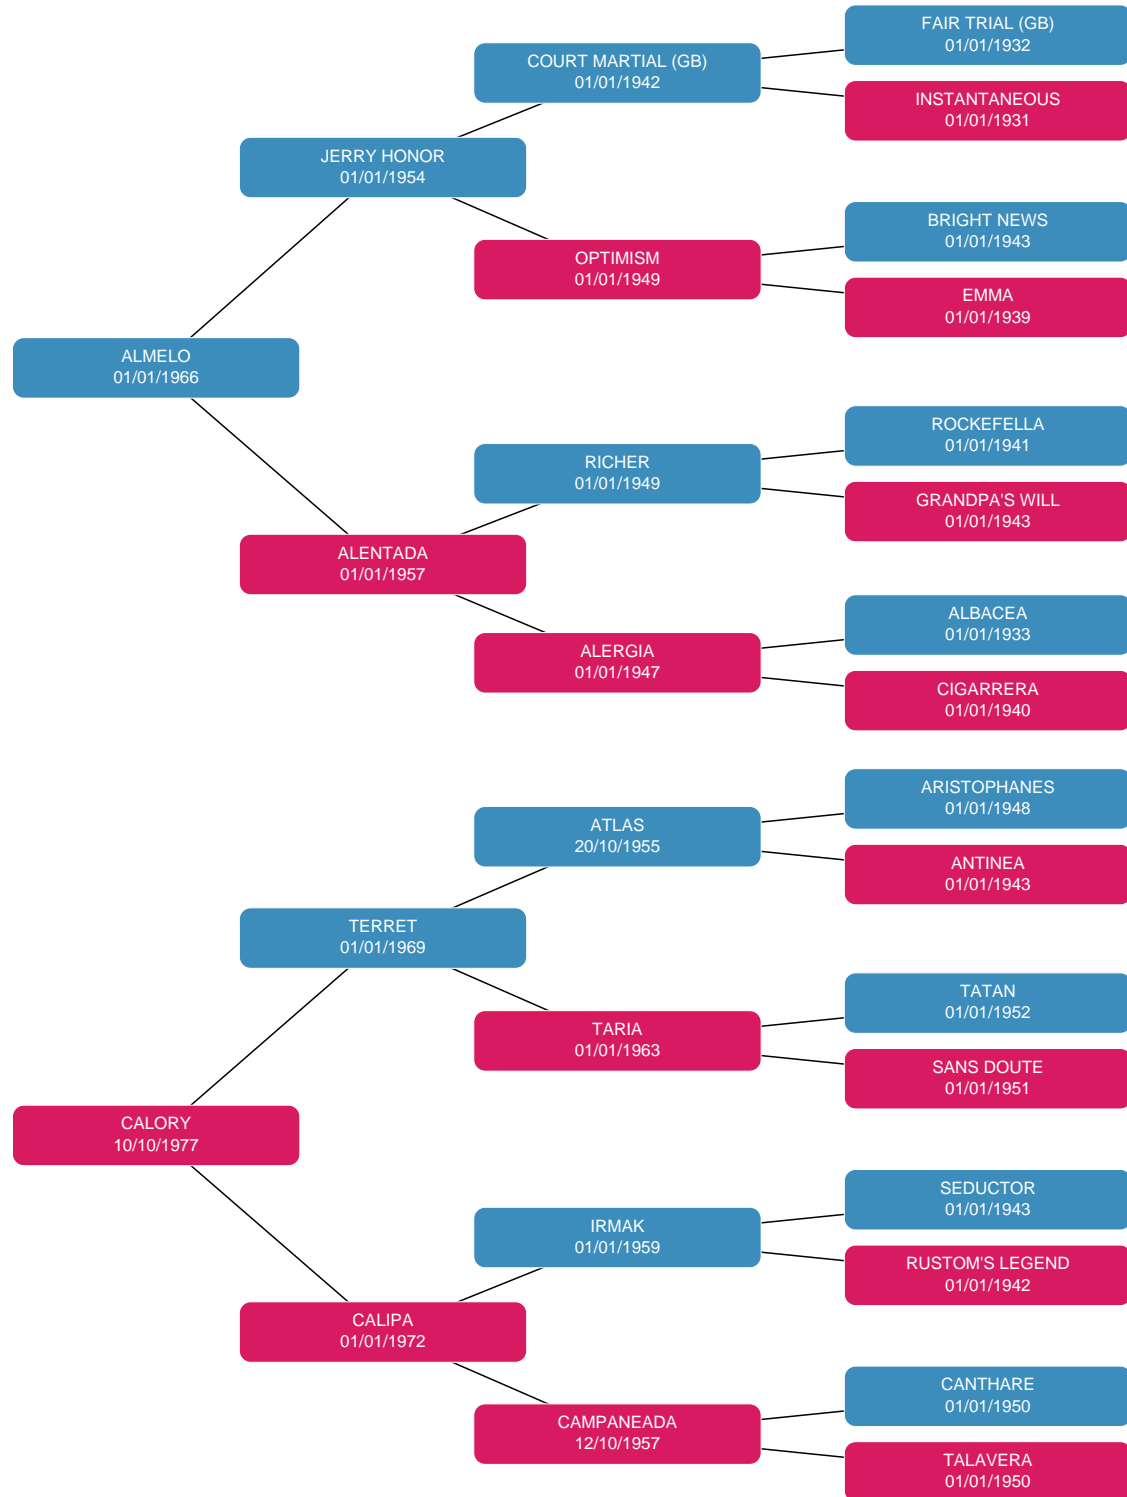 FAIR TRIAL (GB)
01/01/1932
COURT MARTIAL (GB)
01/01/1942
INSTANTANEOUS
01/01/1931
JERRY HONOR
01/01/1954
BRIGHT NEWS
01/01/1943
OPTIMISM
01/01/1949
EMMA
01/01/1939
ALMELO
01/01/1966
ROCKEFELLA
01/01/1941
RICHER
01/01/1949
GRANDPA'S WILL
01/01/1943
ALENTADA
01/01/1957
ALBACEA
01/01/1933
ALERGIA
01/01/1947
CIGARRERA
01/01/1940
ARISTOPHANES
01/01/1948
ATLAS
20/10/1955
ANTINEA
01/01/1943
TERRET
01/01/1969
TATAN
01/01/1952
TARIA
01/01/1963
SANS DOUTE
01/01/1951
CALORY
10/10/1977
SEDUCTOR
01/01/1943
IRMAK
01/01/1959
RUSTOM'S LEGEND
01/01/1942
CALIPA
01/01/1972
CANTHARE
01/01/1950
CAMPANEADA
12/10/1957
TALAVERA
01/01/1950